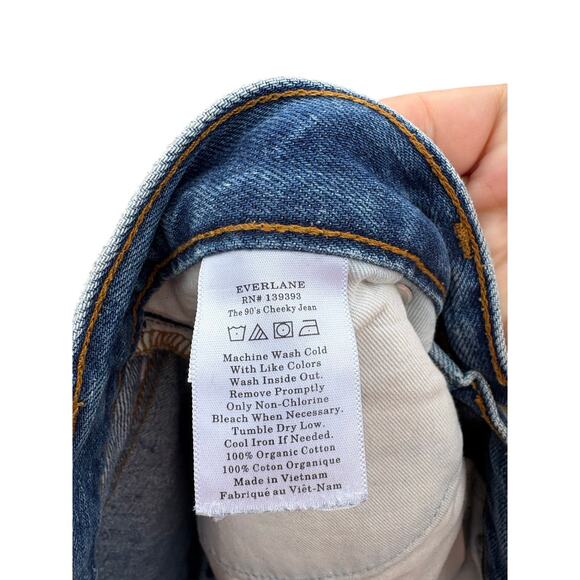 EVERLANE
RN# 139393
The 90's Cheeky Jean
Machine Wash Cold
With Like Colors
Wash Inside Out.
Remove Promptly
Only Non-Chlorine
Bleach When Necessary.
Tumble Dry Low.
Cool Iron If Needed.
100% Organic Cotton
100% Coton Organique
Made in Vietnam
Fabriqué au Viêt-Nam